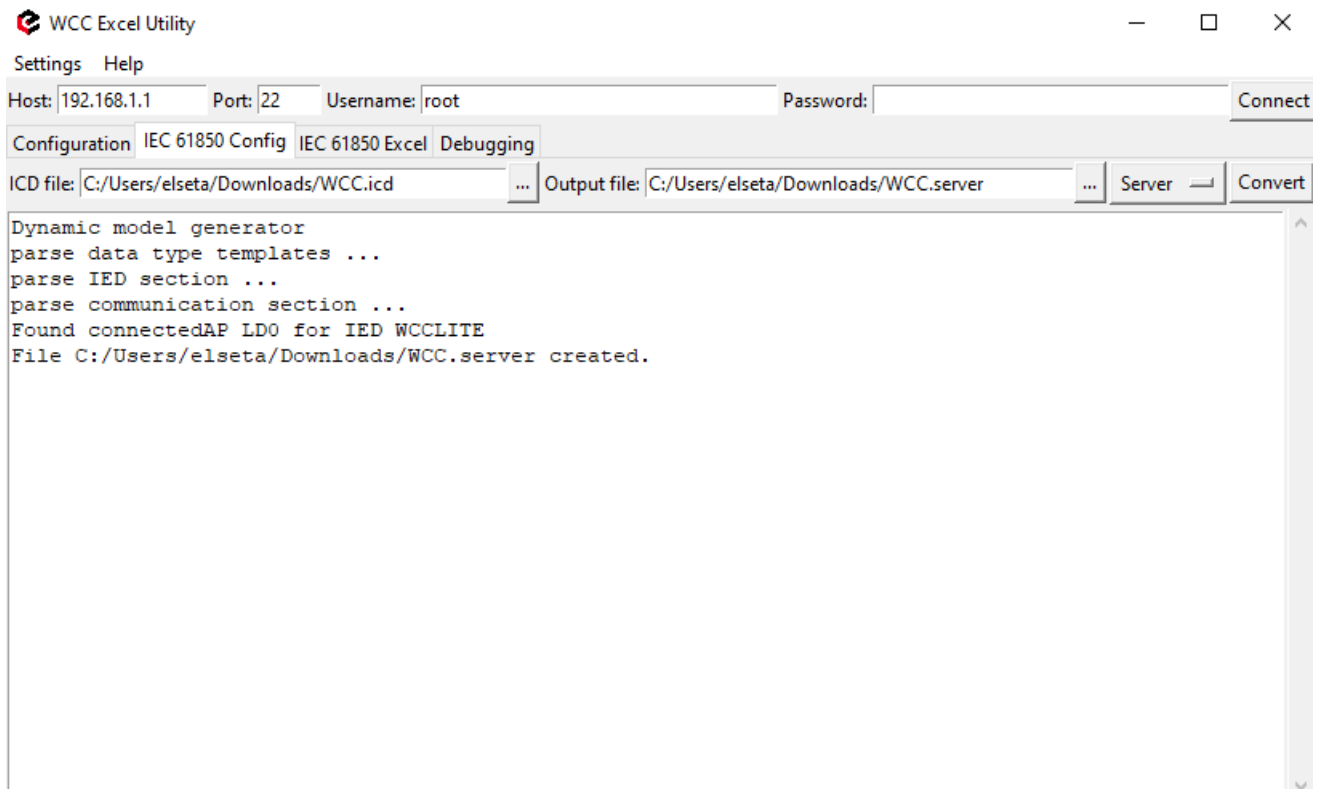 WCC Excel Utility
Settings Help
Host: 192.168.1.1 Port: 22 Username: root Password: Connect
Configuration IEC 61850 Config IEC 61850 Excel Debugging
ICD file: C:/Users/elseta/Downloads/WCC.icd ... Output file: C:/Users/elseta/Downloads/WCC.server ... Server Convert
Dynamic model generator
parse data type templates ...
parse IED section ...
parse communication section ...
Found connectedAP LD0 for IED WCCLITE
File C:/Users/elseta/Downloads/WCC.server created.